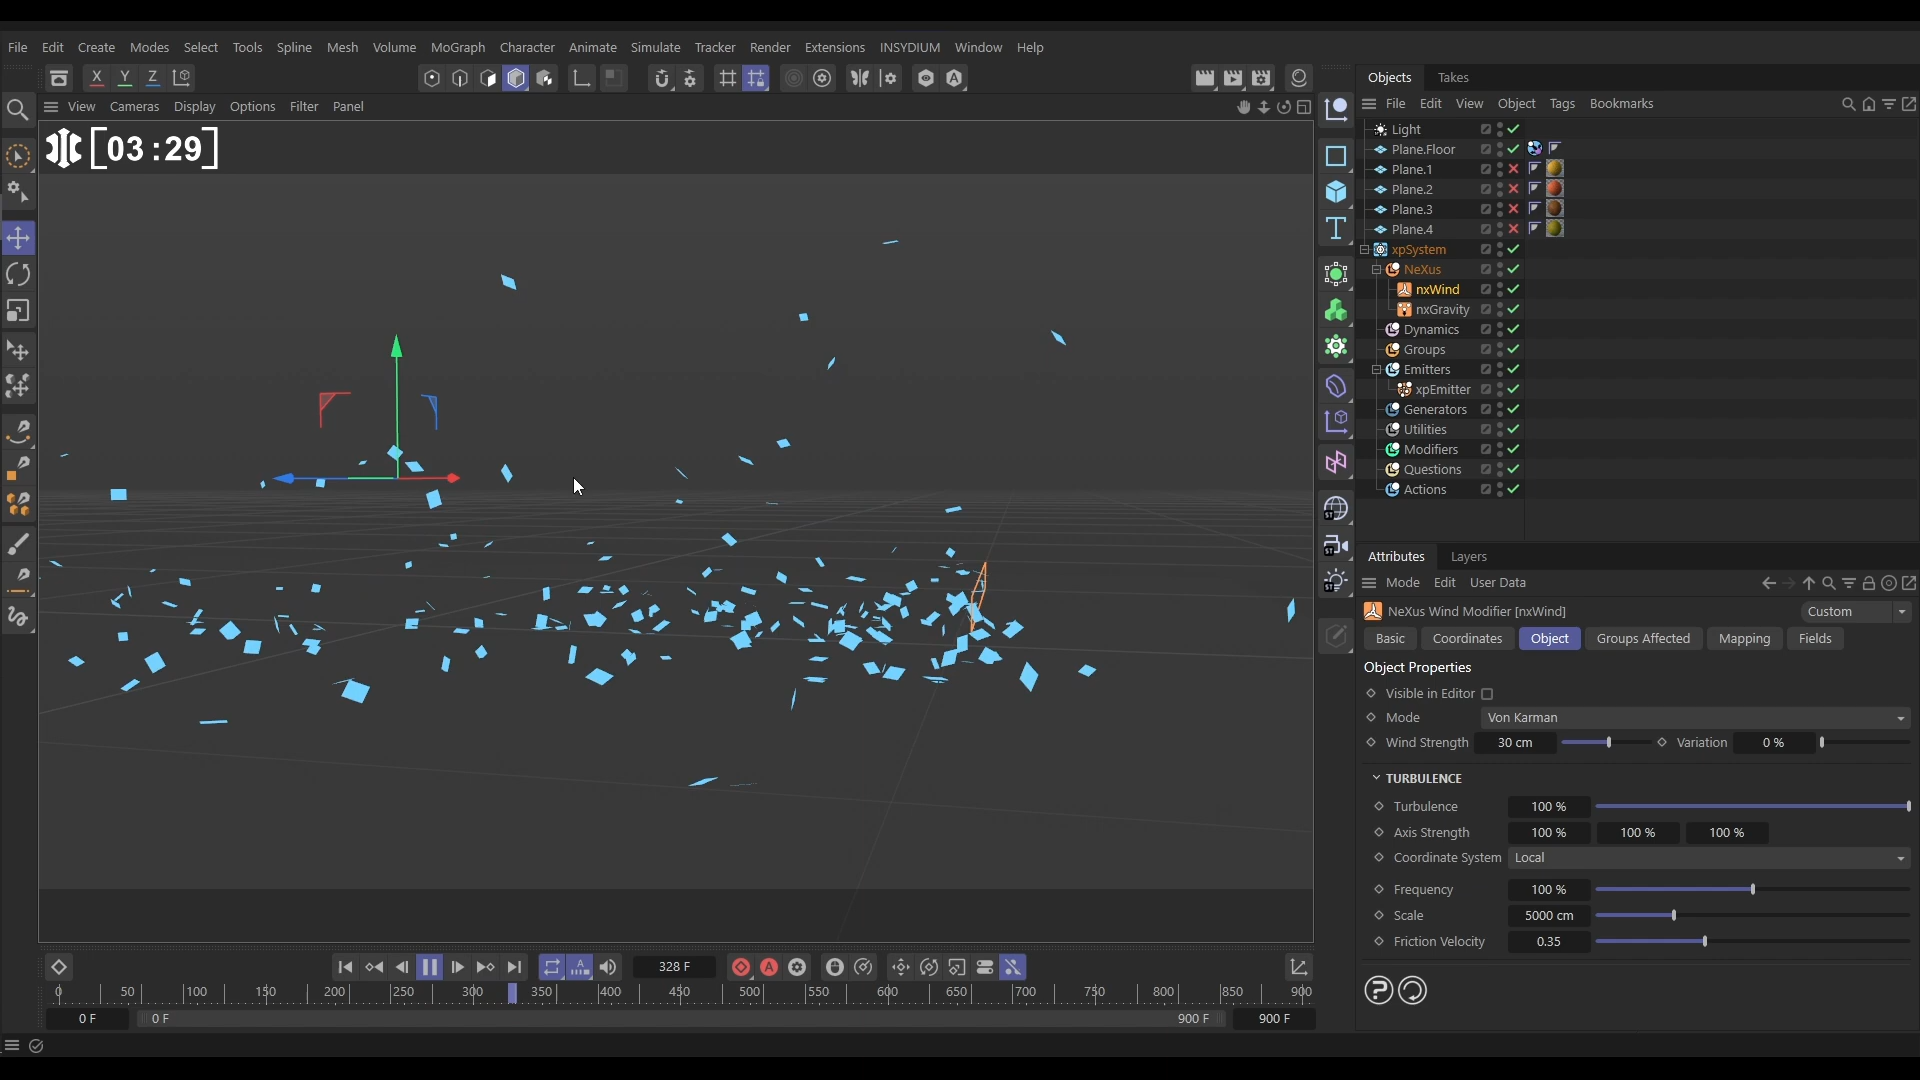 File Edit Create Modes Select Tools Spline Mesh Volume MoGraph Character Animate Simulate Tracker Render Extensions INSYDIUM Window Help
X Y Z
Objects Takes
View Cameras Display Options Filter Panel
File Edit View Object Tags Bookmarks
[03:29]
Light
Plane.Floor
Plane.1
Plane.2
Plane.3
Plane.4
xpSystem
NeXus
nxWind
nxGravity
Dynamics
Groups
Emitters
xpEmitter
Generators
Utilities
Modifiers
Questions
Actions
Attributes Layers
Mode Edit User Data
NeXus Wind Modifier [nxWind] Custom
Basic Coordinates Object Groups Affected Mapping Fields
Object Properties
Visible in Editor
Mode Von Karman
Wind Strength 30 cm Variation 0 %
TURBULENCE
Turbulence 100 %
Axis Strength 100 % 100 % 100 %
Coordinate System Local
Frequency 100 %
Scale 5000 cm
Friction Velocity 0.35
328 F
0 50 100 150 200 250 300 350 400 450 500 550 600 650 700 750 800 850 900
0 F 0 F 900 F 900 F